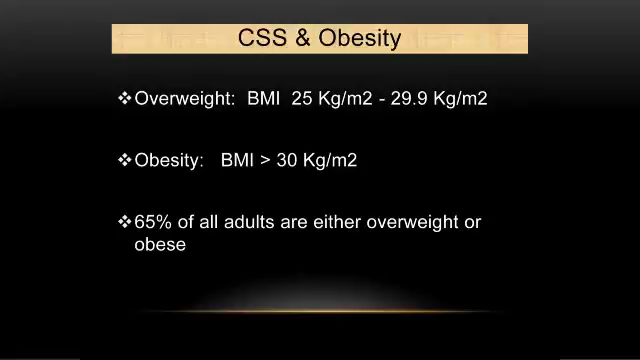 CSS & Obesity
❖Overweight: BMI 25 Kg/m2 - 29.9 Kg/m2
❖Obesity: BMI > 30 Kg/m2
❖65% of all adults are either overweight or
obese